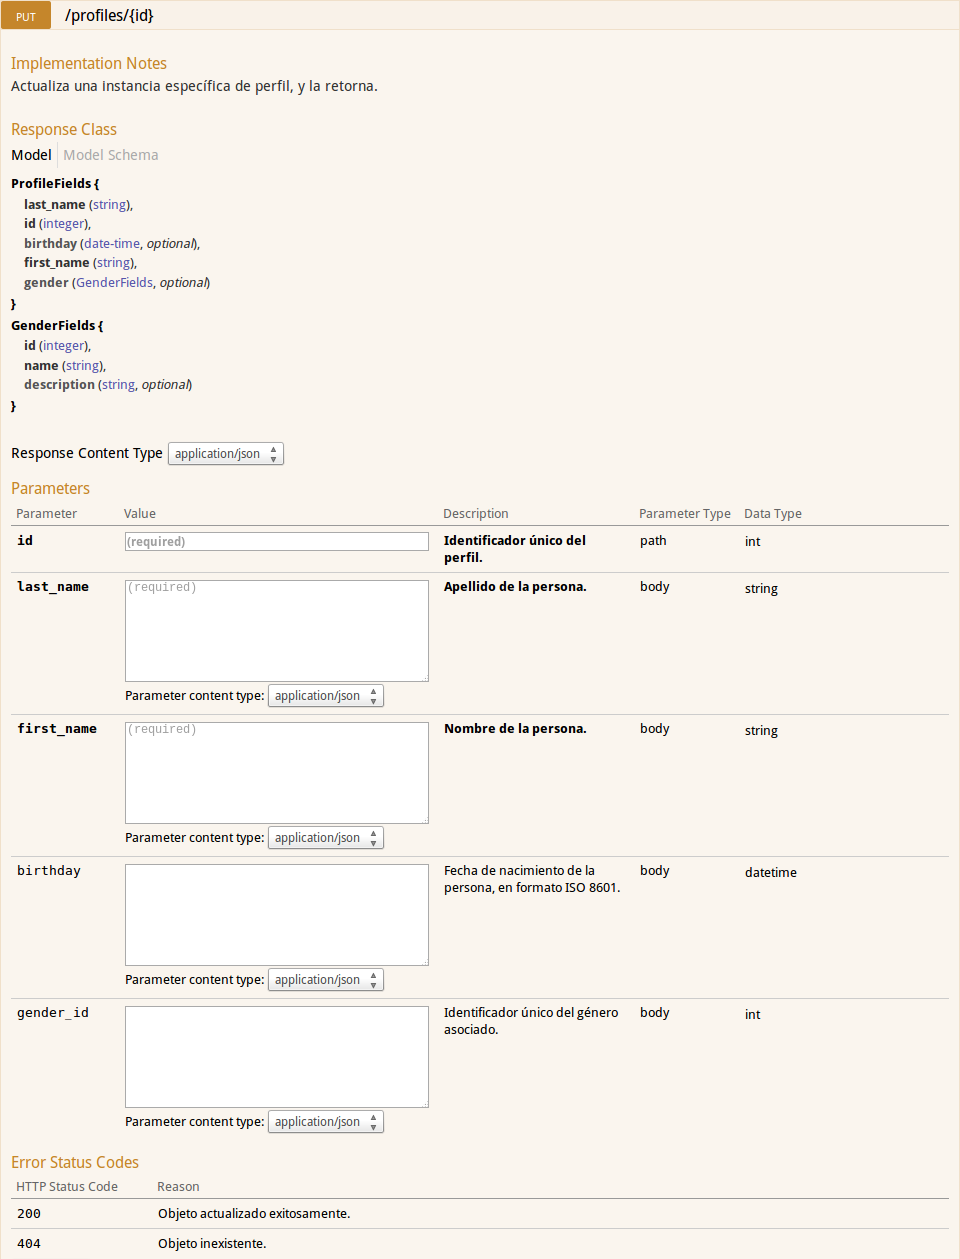 PUT /profiles/{id}
Implementation Notes
Actualiza una instancia específica de perfil, y la retorna.
Response Class
Model Model Schema
ProfileFields {
last_name (string),
id (integer),
birthday (date-time, optional),
first_name (string),
gender (GenderFields, optional)
}
GenderFields {
id (integer),
name (string),
description (string, optional)
}
Response Content Type application/json
Parameters
Parameter Value Description Parameter Type Data Type
id (required) Identificador único del path int
perfil.
last_name (required) Apellido de la persona. body string
Parameter content type: application/json
first_name (required) Nombre de la persona. body string
Parameter content type: application/json
birthday Fecha de nacimiento de la body datetime
persona, en formato ISO 8601.
Parameter content type: application/json
gender_id Identificador único del género body int
asociado.
Parameter content type: application/json
Error Status Codes
HTTP Status Code Reason
200 Objeto actualizado exitosamente.
404 Objeto inexistente.